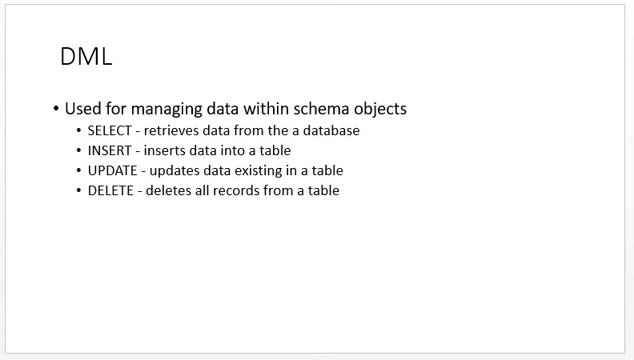 DML
• Used for managing data within schema objects
• SELECT - retrieves data from the a database
• INSERT - inserts data into a table
• UPDATE - updates data existing in a table
• DELETE - deletes all records from a table